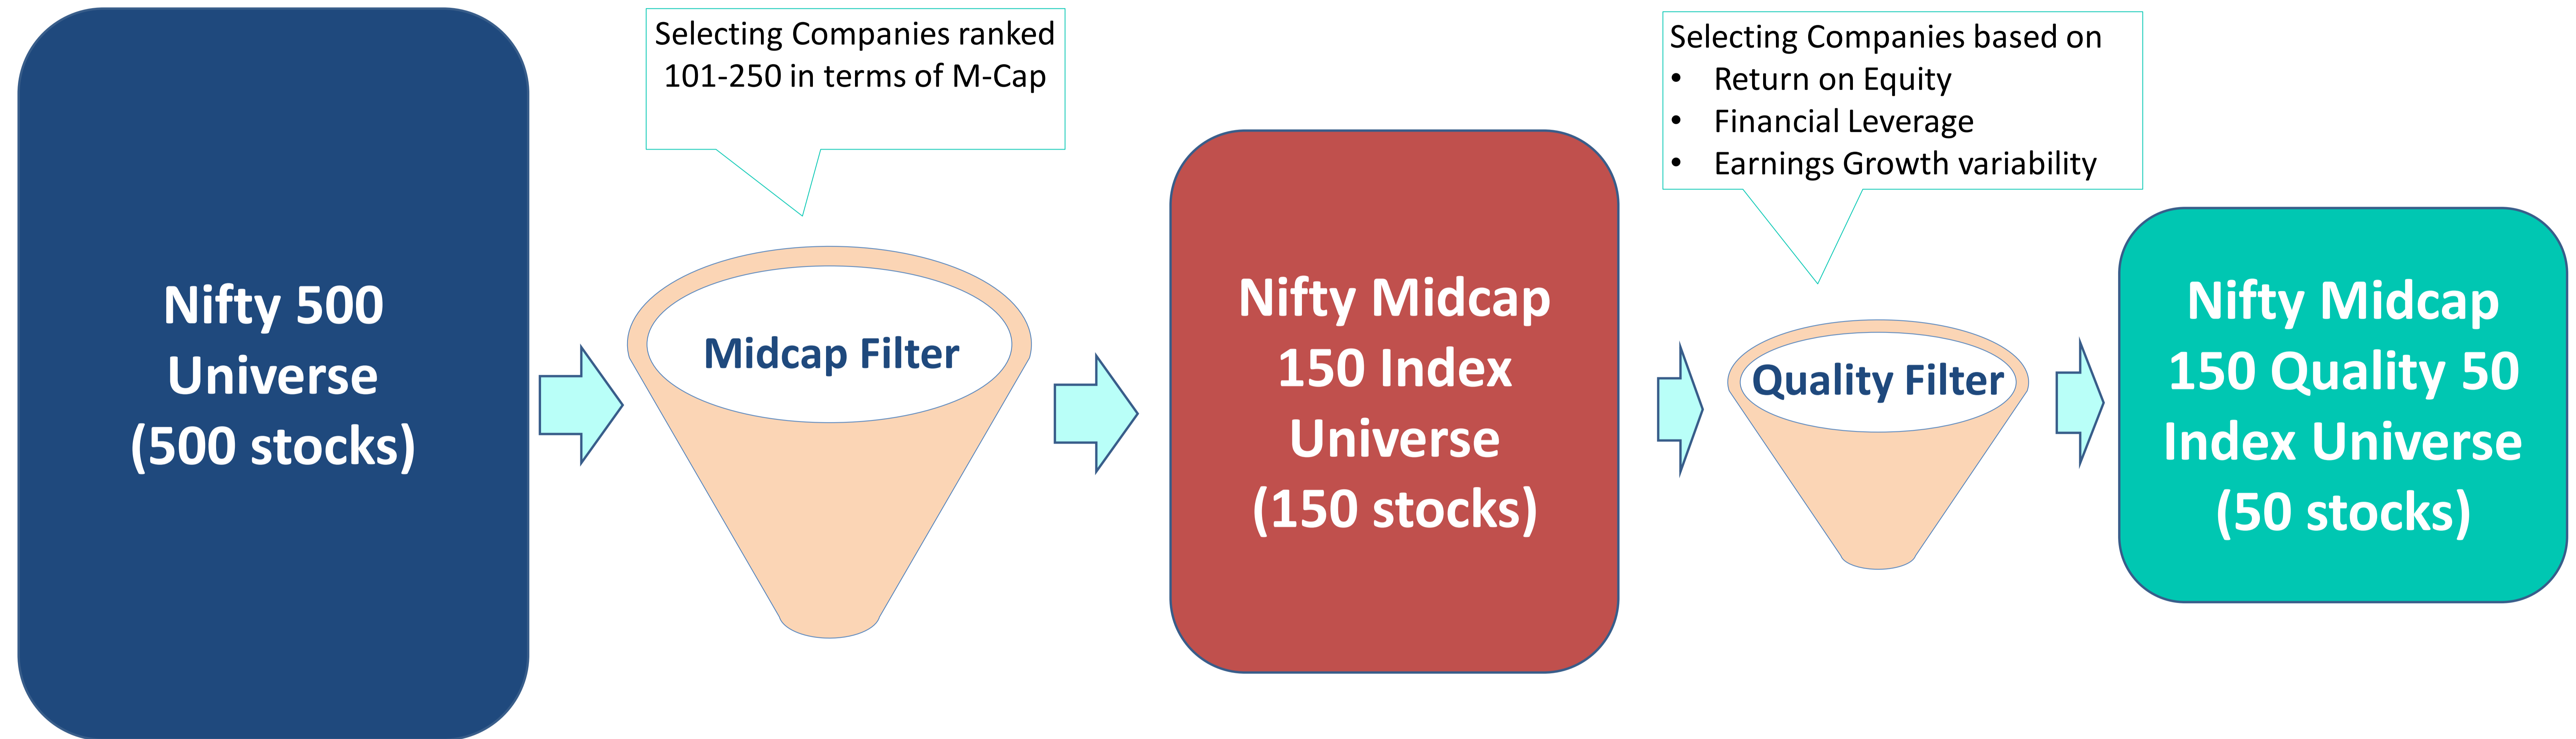 Nifty 500
Universe
(500 stocks)
Selecting Companies ranked
101-250 in terms of M-Cap
Midcap Filter
Nifty Midcap
150 Index
Universe
(150 stocks)
Selecting Companies based on
• Return on Equity
• Financial Leverage
• Earnings Growth variability
Quality Filter
Nifty Midcap
150 Quality 50
Index Universe
(50 stocks)